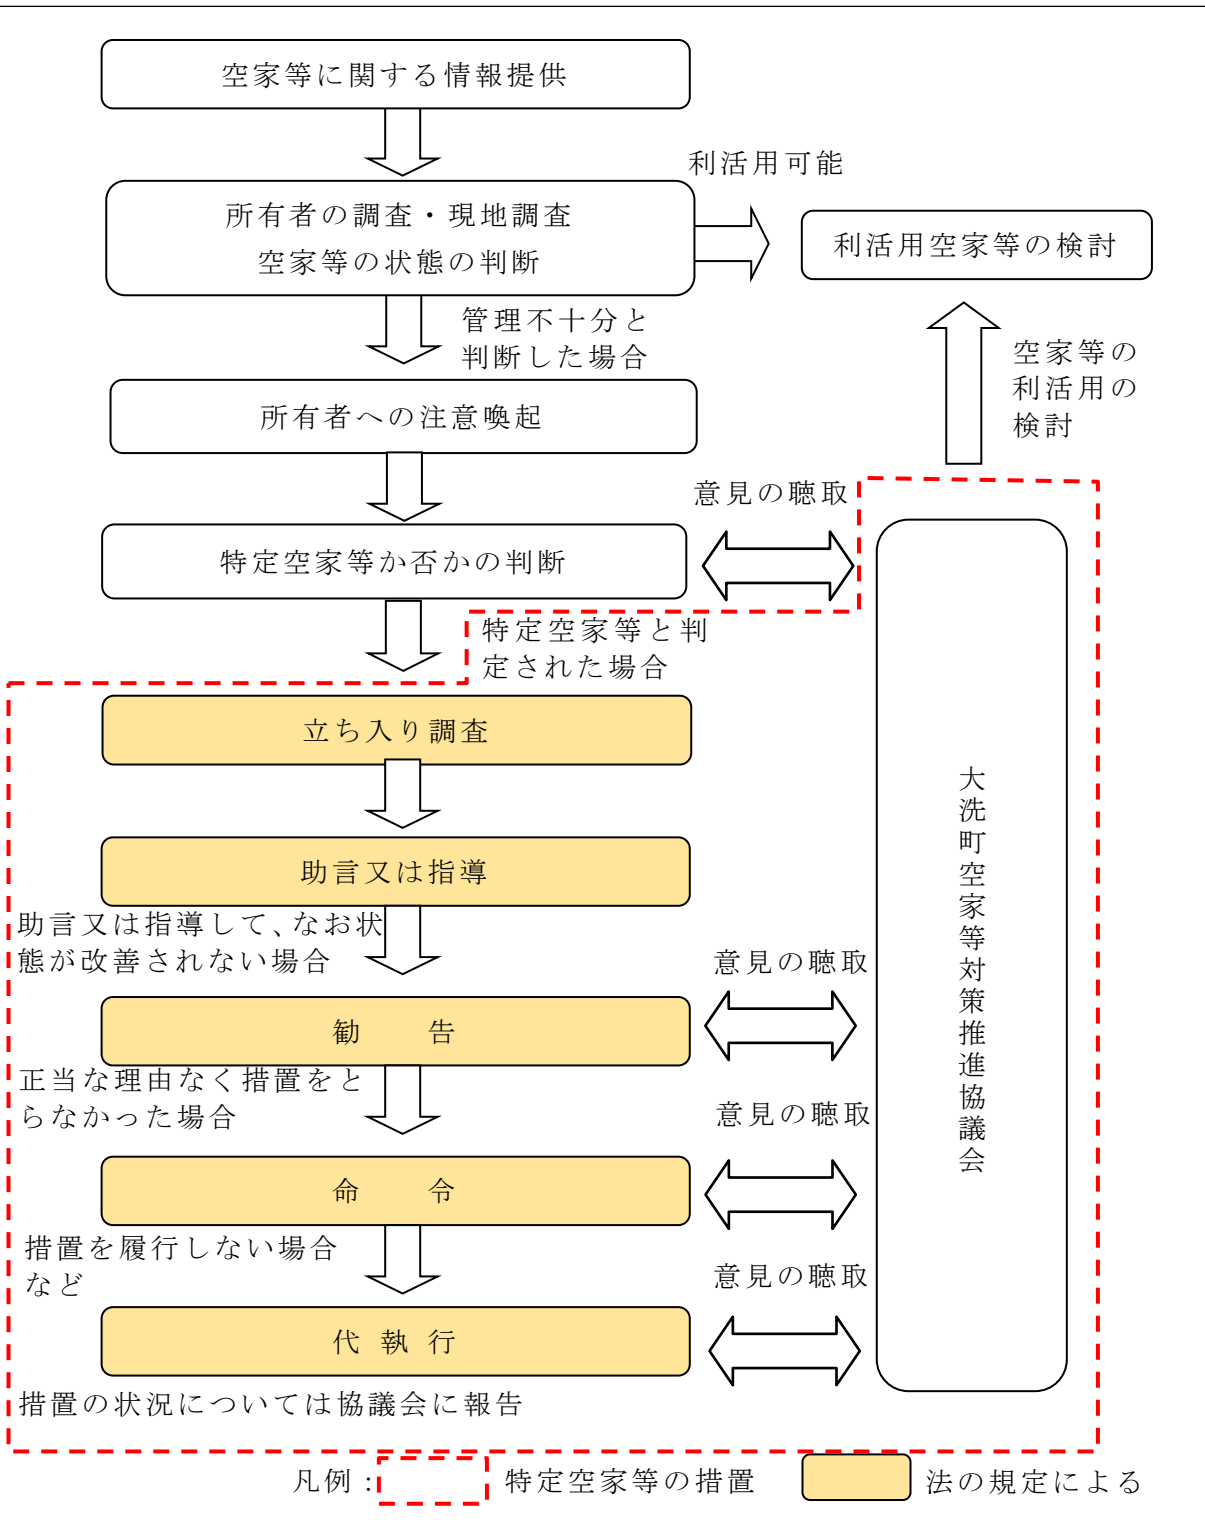 空家等に関する情報提供
利活用可能
所有者の調査・現地調査
空家等の状態の判断
利活用空家等の検討
管理不十分と
判断した場合
空家等の
利活用の
検討
所有者への注意喚起
意見の聴取
特定空家等か否かの判断
特定空家等と判
定された場合
立ち入り調査
大洗町空家等対策推進協議会
助言又は指導
助言又は指導して、なお状
態が改善されない場合
意見の聴取
勧　　告
正当な理由なく措置をと
らなかった場合
意見の聴取
命　　令
措置を履行しない場合
など
意見の聴取
代 執 行
措置の状況については協議会に報告
凡例：
特定空家等の措置
法の規定による